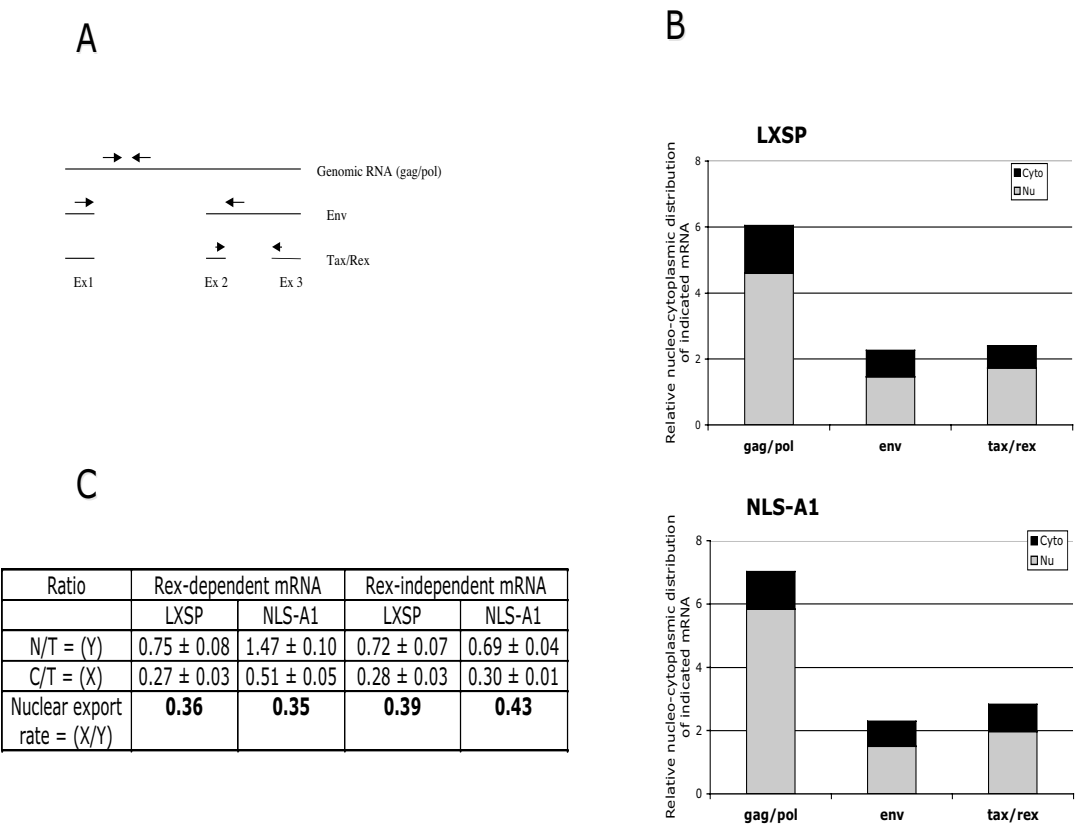 A
Genomic RNA (gag/pol)
Env
Tax/Rex
Ex1 Ex 2 Ex 3
B
LXSP
Relative nucleo-cytoplasmic distribution
of indicated mRNA
8
6
4
2
0
Cyto
Nu
gag/pol env tax/rex
NLS-A1
Relative nucleo-cytoplasmic distribution
of indicated mRNA
8
6
4
2
0
Cyto
Nu
gag/pol env tax/rex
C
Ratio Rex-dependent mRNA Rex-independent mRNA
LXSP NLS-A1 LXSP NLS-A1
N/T = (Y) 0.75 ± 0.08 1.47 ± 0.10 0.72 ± 0.07 0.69 ± 0.04
C/T = (X) 0.27 ± 0.03 0.51 ± 0.05 0.28 ± 0.03 0.30 ± 0.01
Nuclear export 0.36 0.35 0.39 0.43
rate = (X/Y)